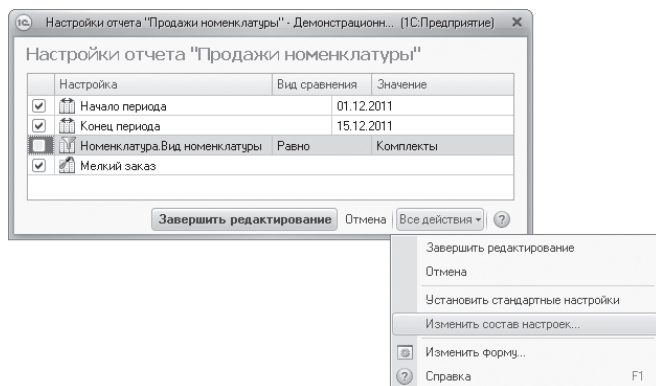 Настройки отчета "Продажи номенклатуры" - Демонстрационн... (1С:Предприятие)
Настройки отчета "Продажи номенклатуры"
Настройка Вид сравнения Значение
Начало периода 01.12.2011
Конец периода 15.12.2011
Номенклатура.Вид номенклатуры Равно Комплекты
Мелкий заказ
Завершить редактирование Отмена Все действия
Завершить редактирование
Отмена
Установить стандартные настройки
Изменить состав настроек...
Изменить форму...
Справка F1